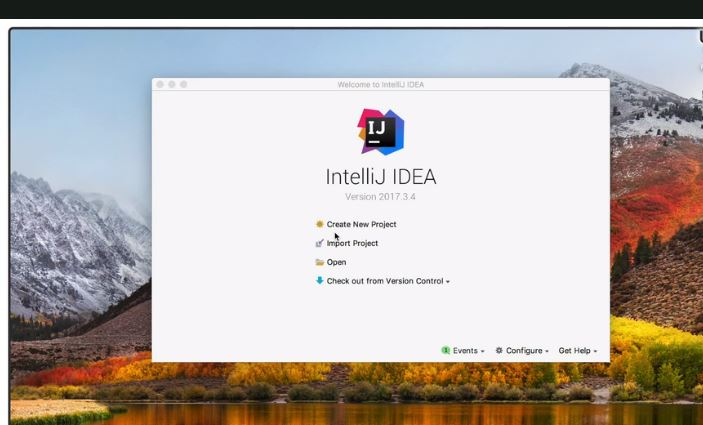 Welcome to IntelliJ IDEA
IJ
IntelliJ IDEA
Version 2017.3.4
Create New Project
Import Project
Open
Check out from Version Control
1 Events Configure Get Help